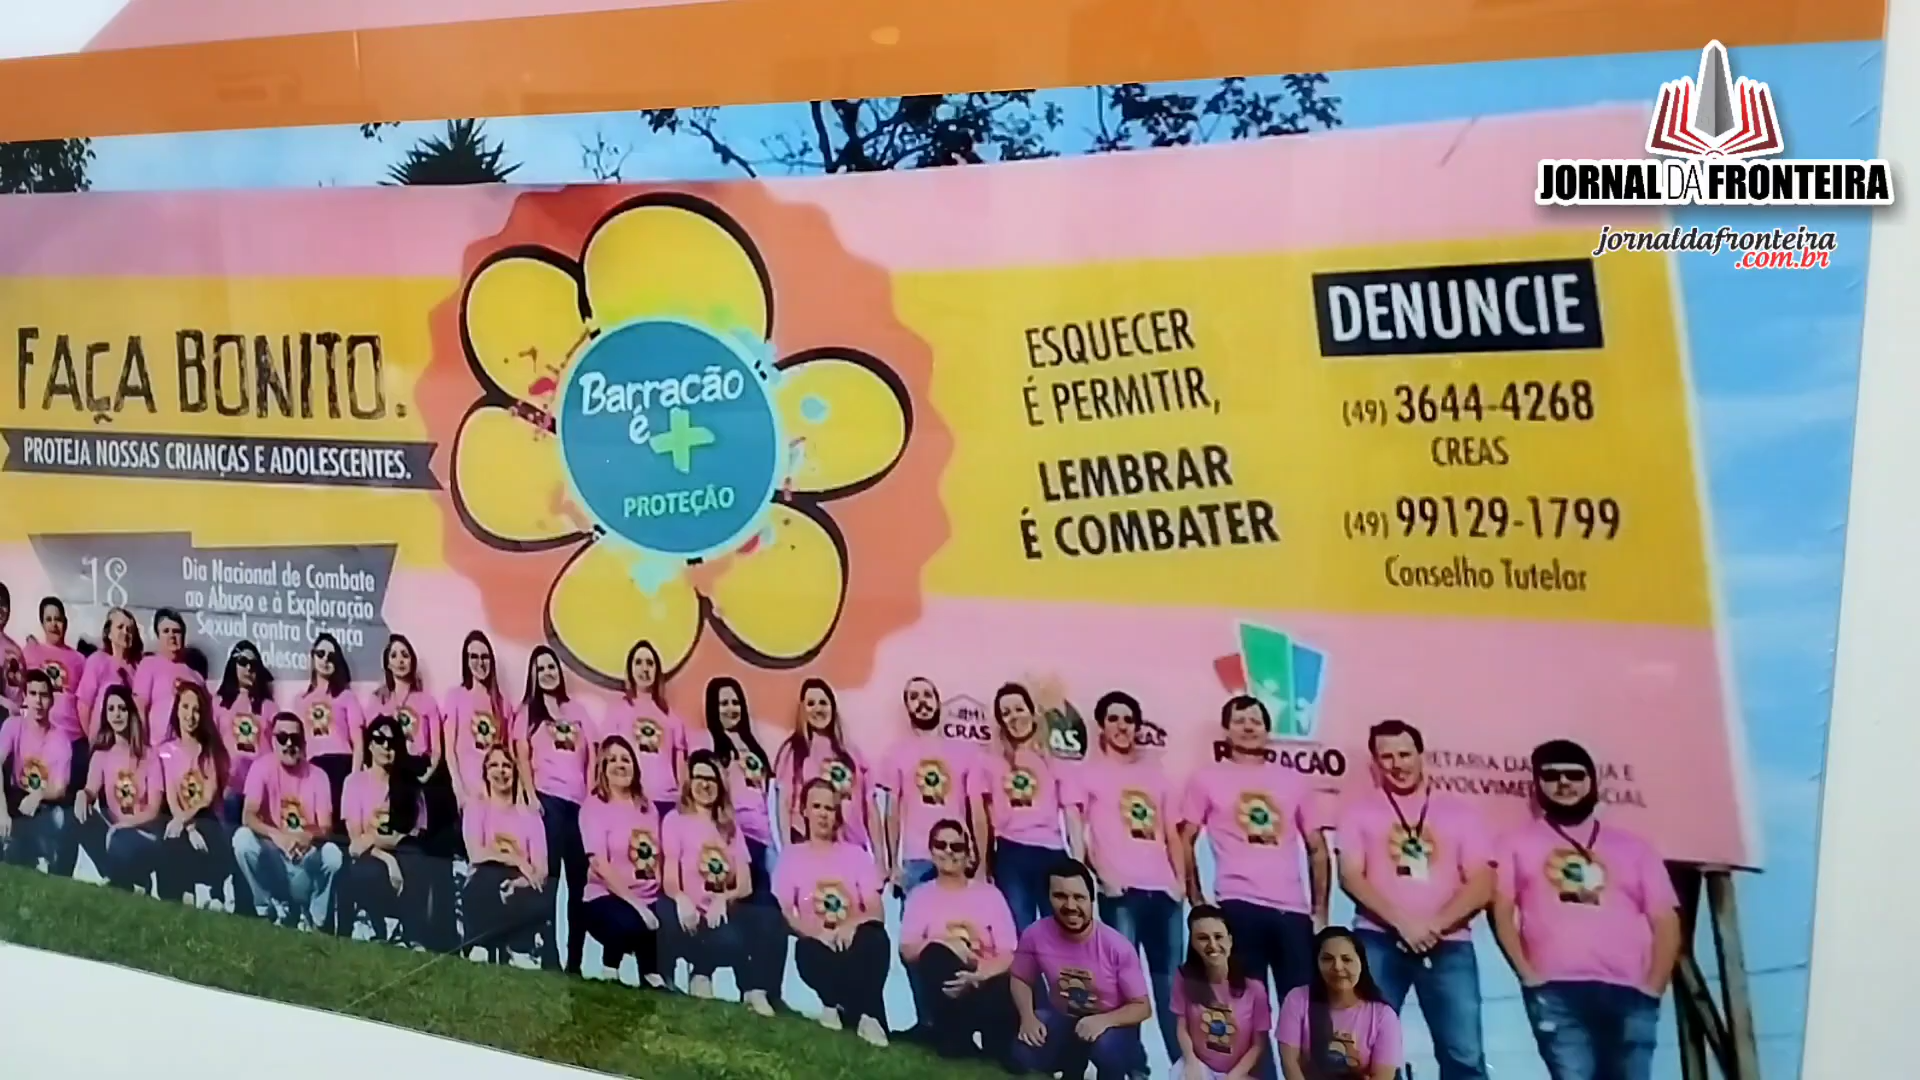 JORNAL DA FRONTEIRA
jornaldafronteira
.com.br
FAÇA BONITO.
PROTEJA NOSSAS CRIANÇAS E ADOLESCENTES.
18
Dia Nacional de Combate
ao Abuso e à Exploração
Sexual contra Criança
Barracão
é +
PROTEÇÃO
ESQUECER
É PERMITIR,
LEMBRAR
É COMBATER
DENUNCIE
(49) 3644-4268
CREAS
(49) 99129-1799
Conselho Tutelar
CRAS